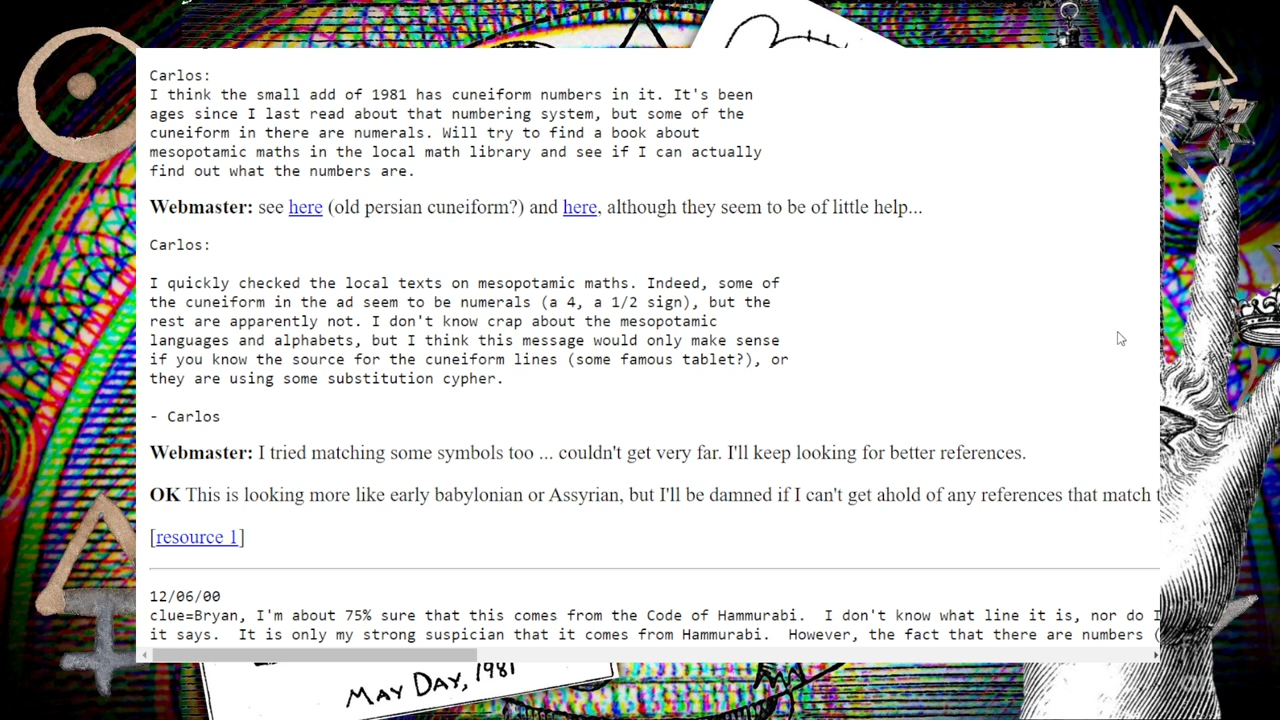 Carlos:
I think the small add of 1981 has cuneiform numbers in it. It's been
ages since I last read about that numbering system, but some of the
cuneiform in there are numerals. Will try to find a book about
mesopotamic maths in the local math library and see if I can actually
find out what the numbers are.
Webmaster: see here (old persian cuneiform?) and here, although they seem to be of little help...
Carlos:
I quickly checked the local texts on mesopotamic maths. Indeed, some of
the cuneiform in the ad seem to be numerals (a 4, a 1/2 sign), but the
rest are apparently not. I don't know crap about the mesopotamic
languages and alphabets, but I think this message would only make sense
if you know the source for the cuneiform lines (some famous tablet?), or
they are using some substitution cypher.
- Carlos
Webmaster: I tried matching some symbols too ... couldn't get very far. I'll keep looking for better references.
OK This is looking more like early babylonian or Assyrian, but I'll be damned if I can't get ahold of any references that match
[resource 1]
12/06/00
clue=Bryan, I'm about 75% sure that this comes from the Code of Hammurabi. I don't know what line it is, nor do I
it says. It is only my strong suspician that it comes from Hammurabi. However, the fact that there are numbers (
MAY DAY, 1981